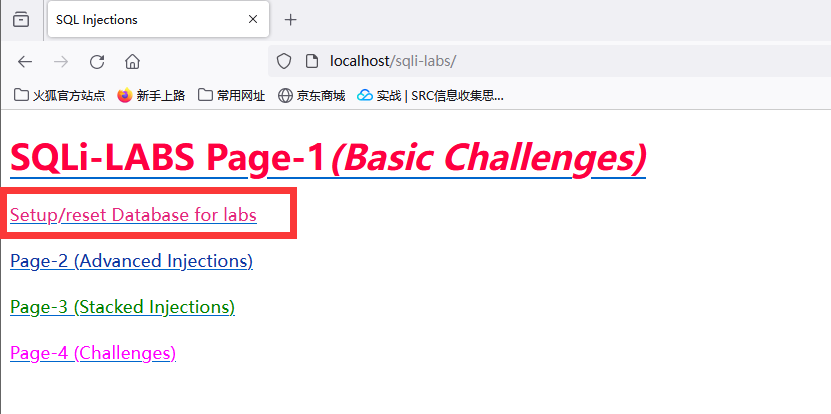 SQL Injections
localhost/sqli-labs/
火狐官方站点 新手上路 常用网址 京东商城 实战 | SRC信息收集思...
SQLi-LABS Page-1(Basic Challenges)
Setup/reset Database for labs
Page-2 (Advanced Injections)
Page-3 (Stacked Injections)
Page-4 (Challenges)